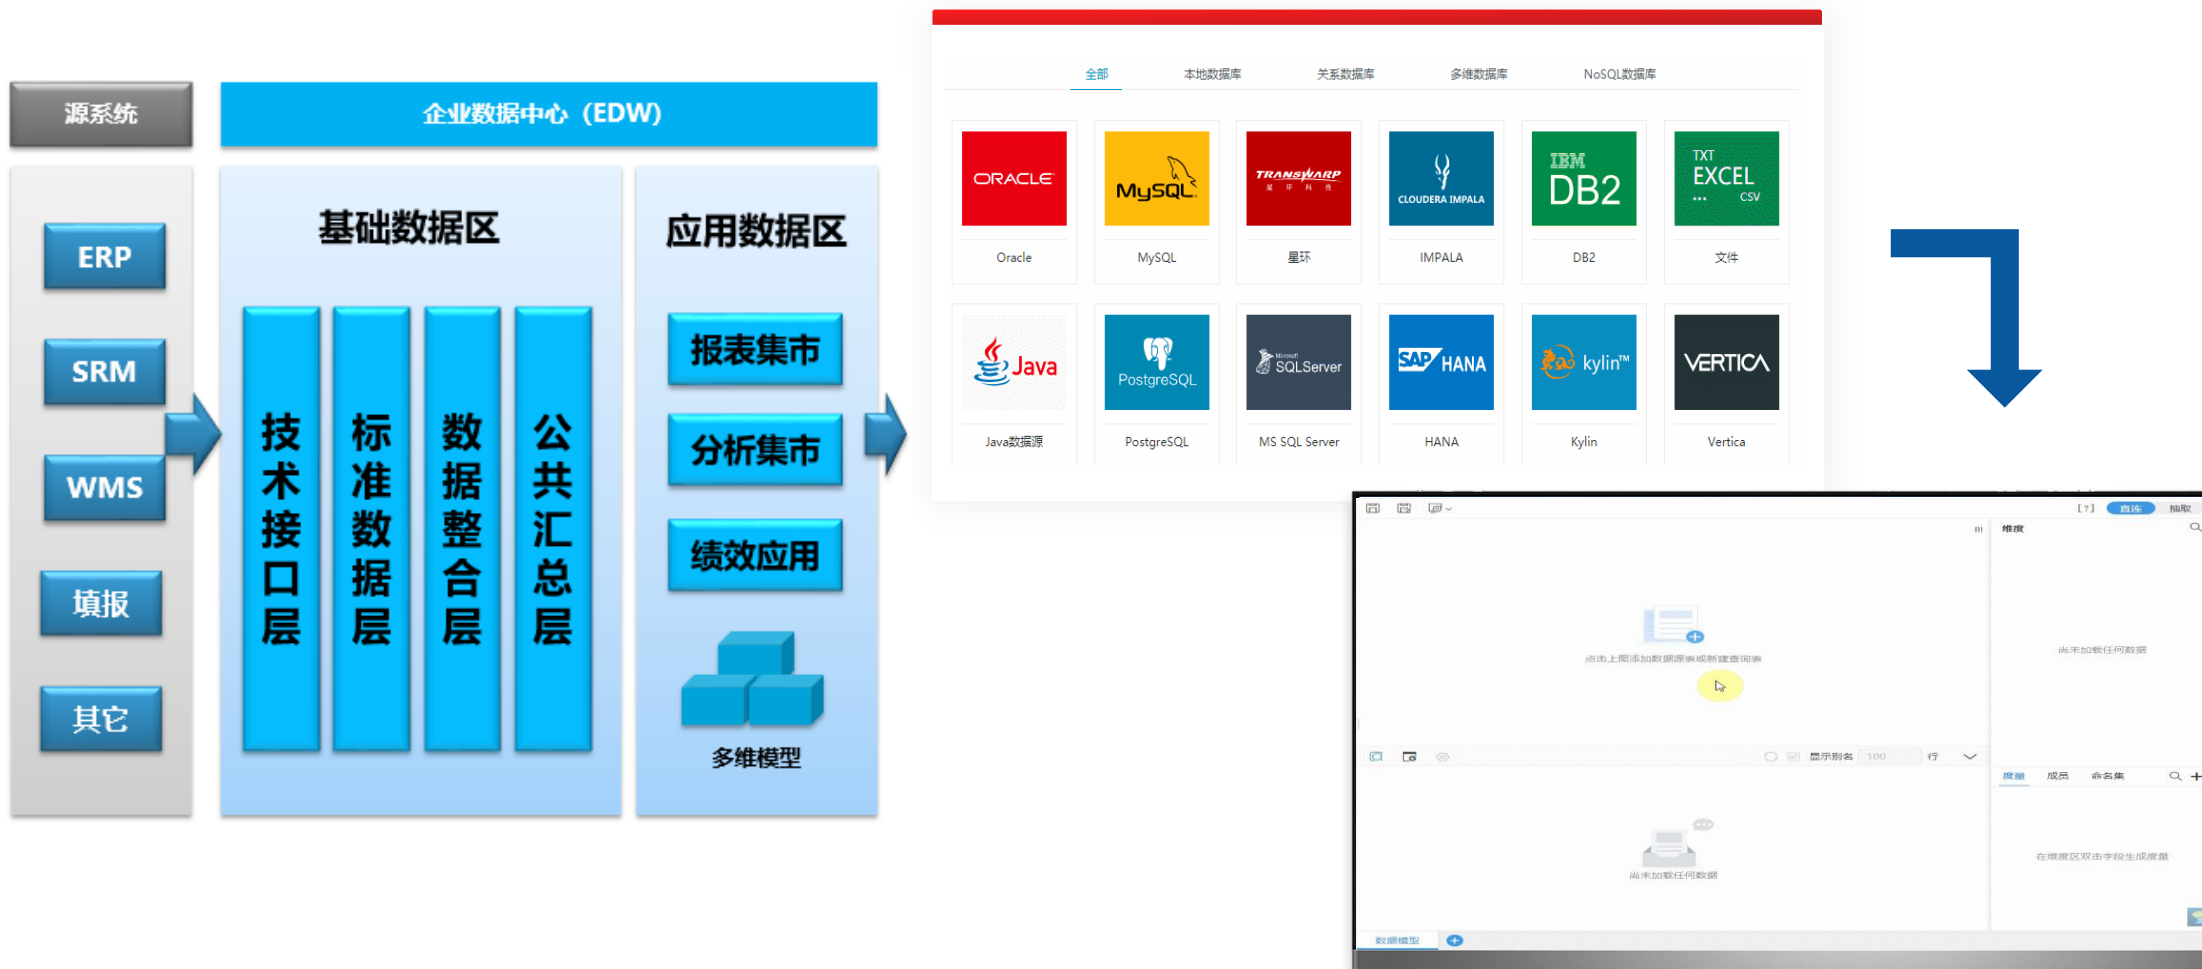 源系统
企业数据中心（EDW）
ERP
SRM
WMS
填报
其它
基础数据区
技术接口层
标准数据层
数据整合层
公共汇总层
应用数据区
报表集市
分析集市
绩效应用
多维模型
全部 本地数据库 关系数据库 多维数据库 NoSQL数据库
ORACLE
Oracle
MySQL
MySQL
TRANSWARP
星环科技
星环
CLOUDERA IMPALA
IMPALA
IBM
DB2
DB2
TXT
EXCEL
... CSV
文件
Java
Java数据源
PostgreSQL
PostgreSQL
Microsoft
SQLServer
MS SQL Server
SAP HANA
HANA
kylin™
Kylin
VERTICA
Vertica
[?] 直连 抽取
维度
点击上图添加数据源表或新建查询表
尚未加载任何数据
显示别名 100 行
度量 成员 命名集
尚未加载任何数据
在维度区双击字段生成度量
数据模型